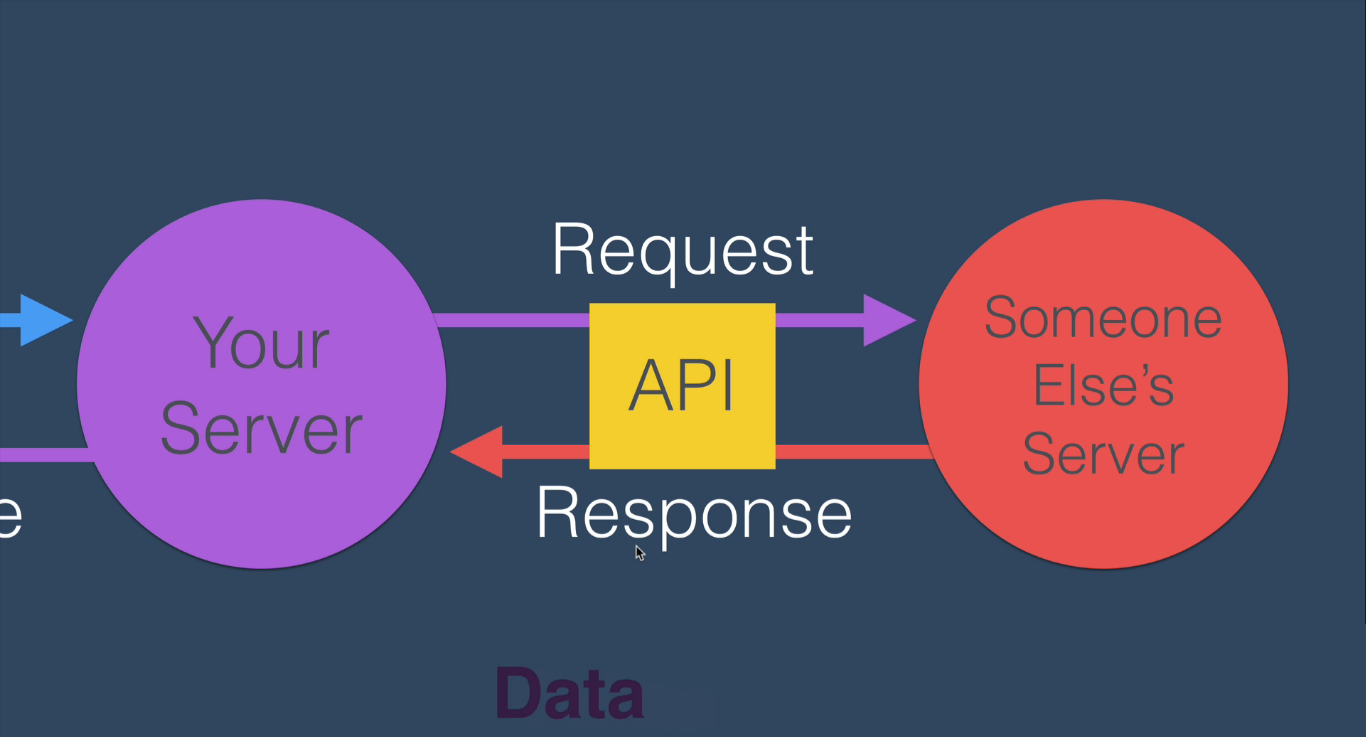 Request
Your
Server
API
Someone
Else’s
Server
e
Response
Data